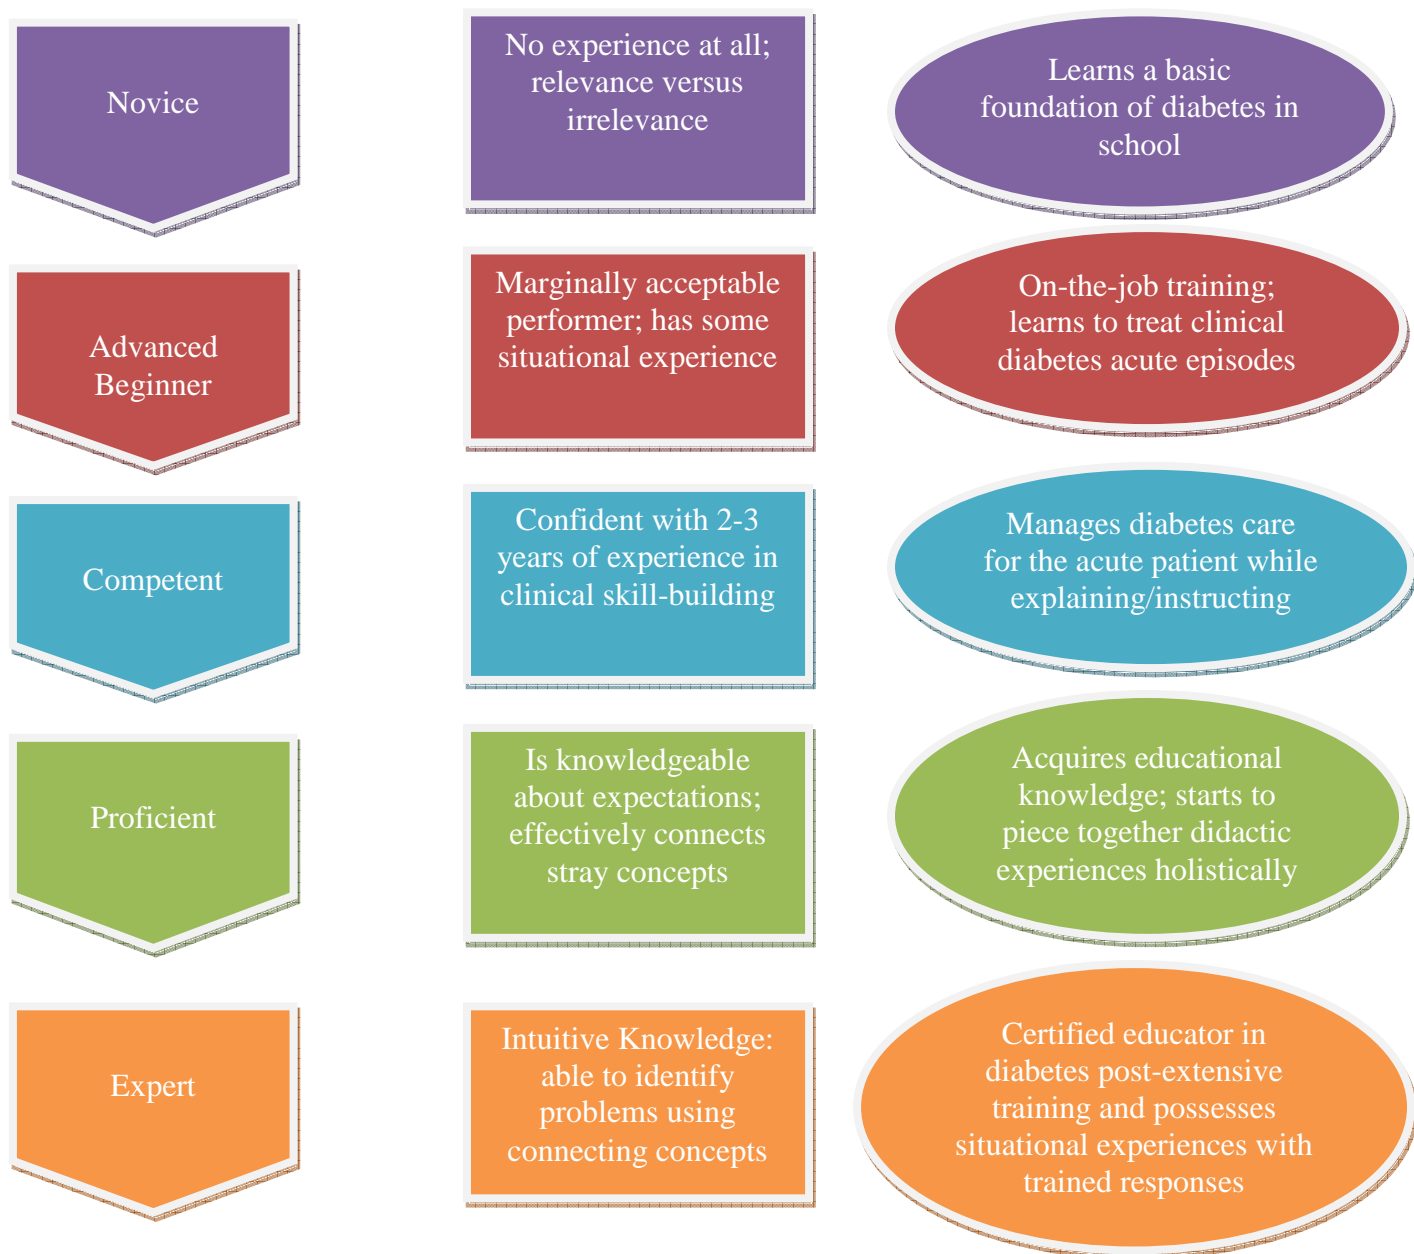 Novice
No experience at all;
relevance versus
irrelevance
Learns a basic
foundation of diabetes in
school
Advanced
Beginner
Marginally acceptable
performer; has some
situational experience
On-the-job training;
learns to treat clinical
diabetes acute episodes
Competent
Confident with 2-3
years of experience in
clinical skill-building
Manages diabetes care
for the acute patient while
explaining/instructing
Proficient
Is knowledgeable
about expectations;
effectively connects
stray concepts
Acquires educational
knowledge; starts to
piece together didactic
experiences holistically
Expert
Intuitive Knowledge:
able to identify
problems using
connecting concepts
Certified educator in
diabetes post-extensive
training and possesses
situational experiences with
trained responses